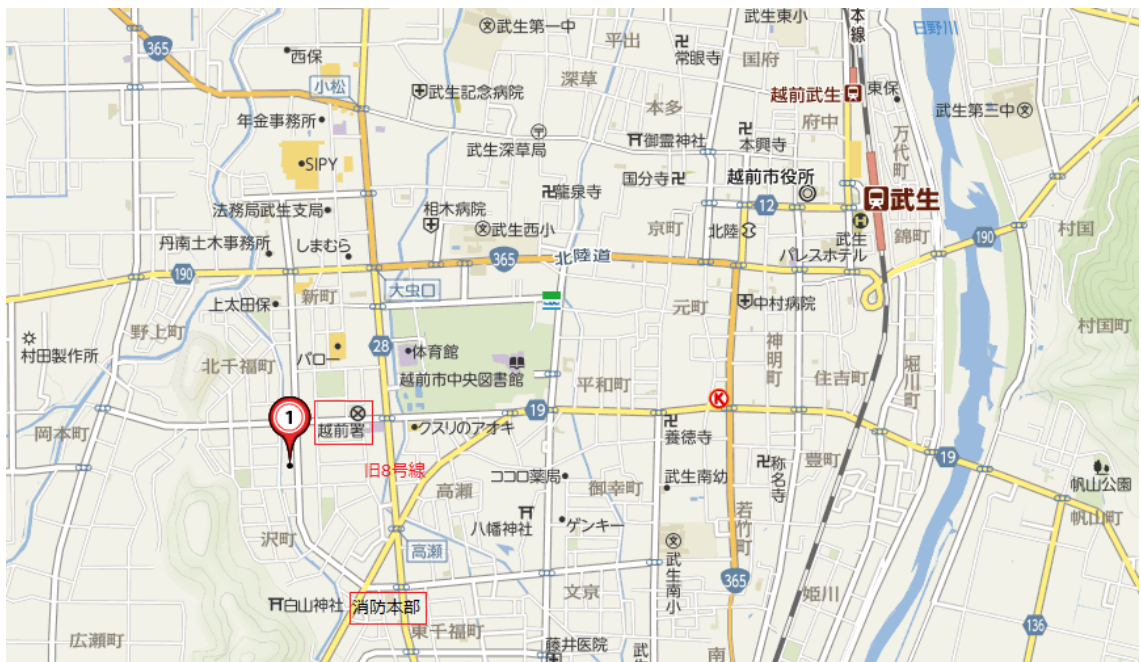 武生第一中
平出
常眼寺
武生東小
国府
本線
日野川
365
西保
小松
深草
武生記念病院
本多
越前武生
東保
武生第三中
年金事務所
武生深草局
御霊神社
本興寺
府中
万代町
SIPY
龍泉寺
国分寺
越前市役所
武生
法務局武生支局
相木病院
12
丹南土木事務所
しまむら
武生西小
京町
北陸
武生
パレスホテル
錦町
190
村国
190
365
北陸道
大虫口
新町
上太田保
元町
中村病院
野上町
村田製作所
北千福町
バロー
28
体育館
越前市中央図書館
神明町
住吉町
堀川町
村国町
平和町
K
1
越前署
19
岡本町
クスリのアオキ
養徳寺
旧8号線
高瀬
ココロ薬局
御幸町
武生南幼
称名寺
豊町
19
帆山公園
八幡神社
ゲンキー
若竹町
帆山町
沢町
高瀬
武生南小
365
文京
姫川
白山神社
消防本部
136
広瀬町
東千福町
藤井医院
武生
南